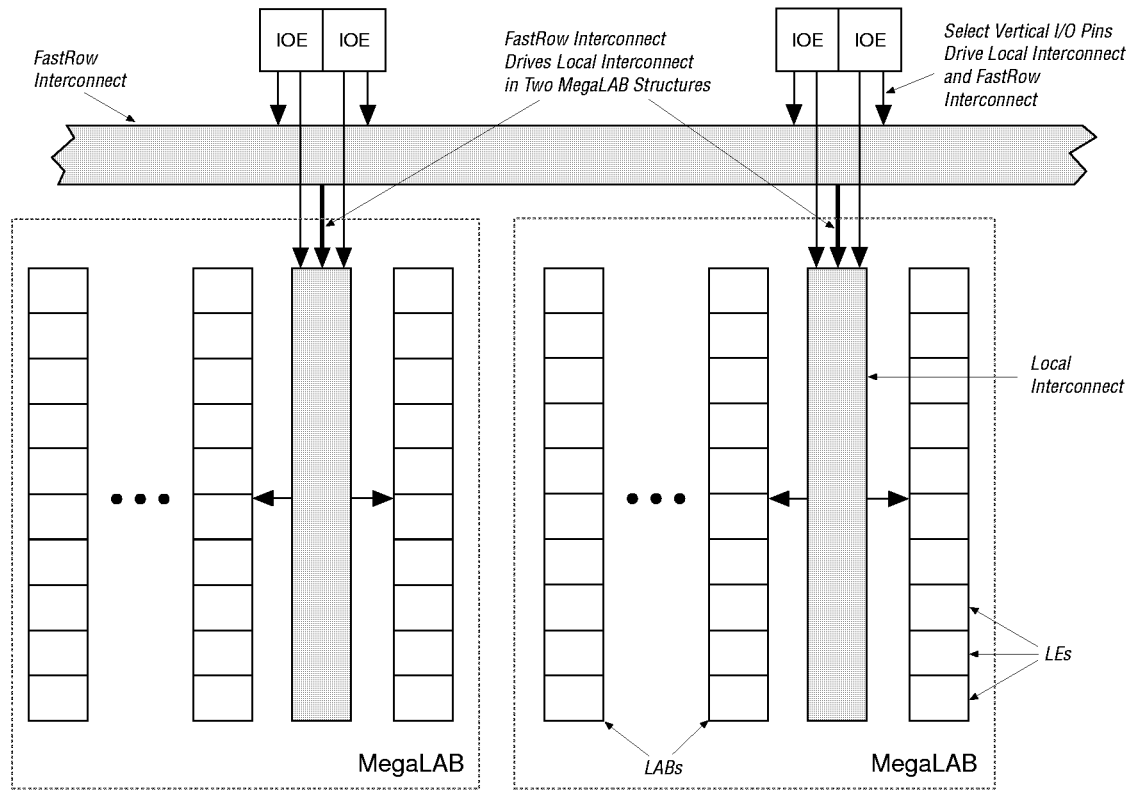 IOE IOE
IOE IOE
FastRow
Interconnect
FastRow Interconnect
Drives Local Interconnect
in Two MegaLAB Structures
Select Vertical I/O Pins
Drive Local Interconnect
and FastRow
Interconnect
Local
Interconnect
LEs
LABs
MegaLAB
MegaLAB